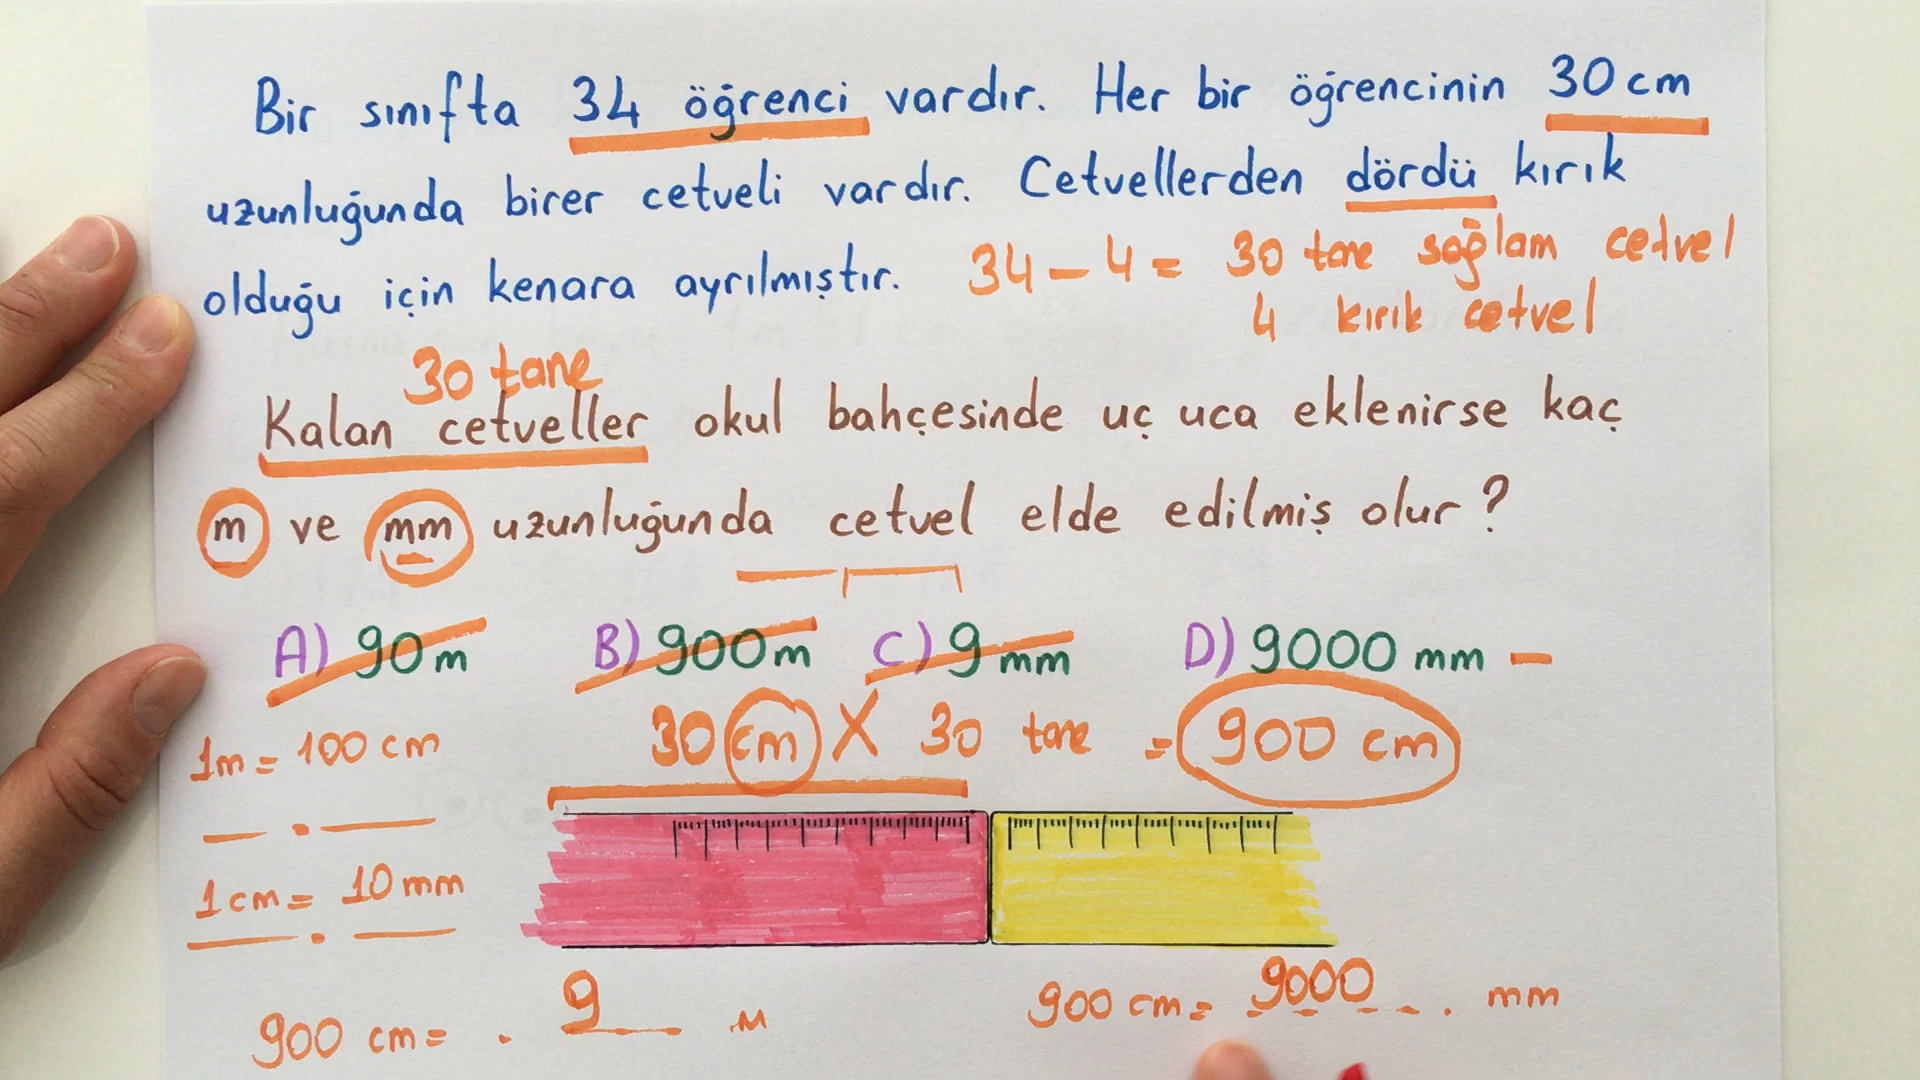 Bir sınıfta 34 öğrenci vardır. Her bir öğrencinin 30 cm
uzunluğunda birer cetveli vardır. Cetvellerden dördü kırık
olduğu için kenara ayrılmıştır. 34 - 4 = 30 tane sağlam cetvel
4 kırık cetvel
30 tane
Kalan cetveller okul bahçesinde uç uca eklenirse kaç
m ve mm uzunluğunda cetvel elde edilmiş olur?
A) 90 m B) 900 m C) 9 mm D) 9000 mm
1m = 100 cm
30 cm X 30 tane = 900 cm
1 cm = 10 mm
900 cm = 9 m
900 cm = 9000 mm